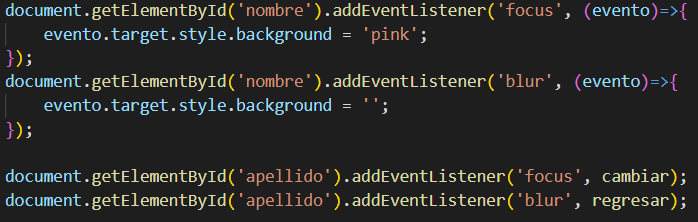 document.getElementById('nombre').addEventListener('focus', (evento)=>{
    evento.target.style.background = 'pink';
});
document.getElementById('nombre').addEventListener('blur', (evento)=>{
    evento.target.style.background = '';
});

document.getElementById('apellido').addEventListener('focus', cambiar);
document.getElementById('apellido').addEventListener('blur', regresar);